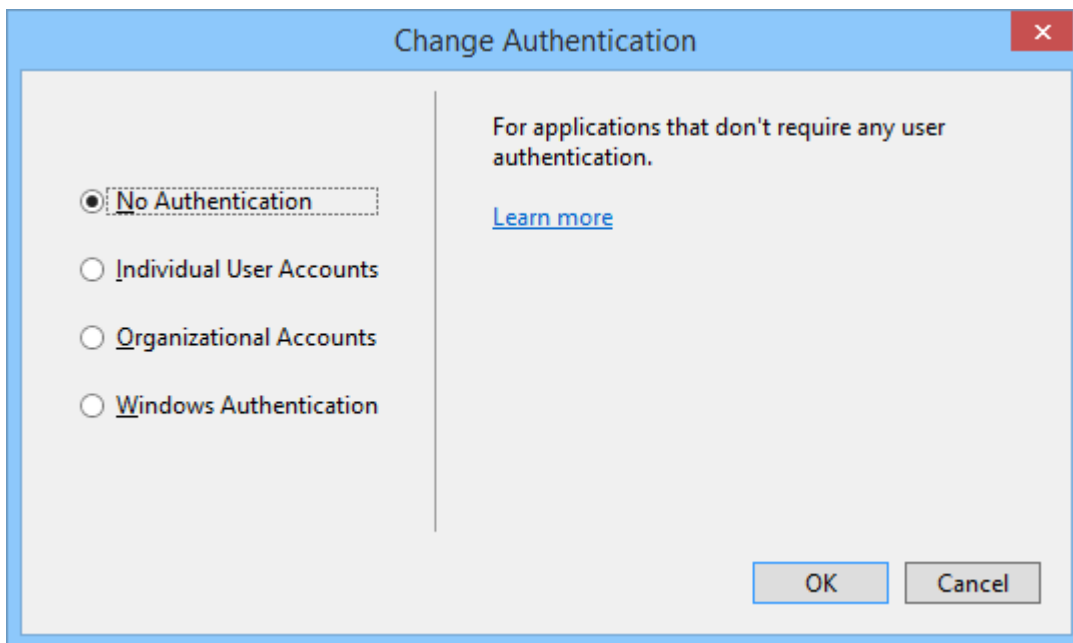 Change Authentication
No Authentication
Individual User Accounts
Organizational Accounts
Windows Authentication
For applications that don't require any user
authentication.
Learn more
OK
Cancel